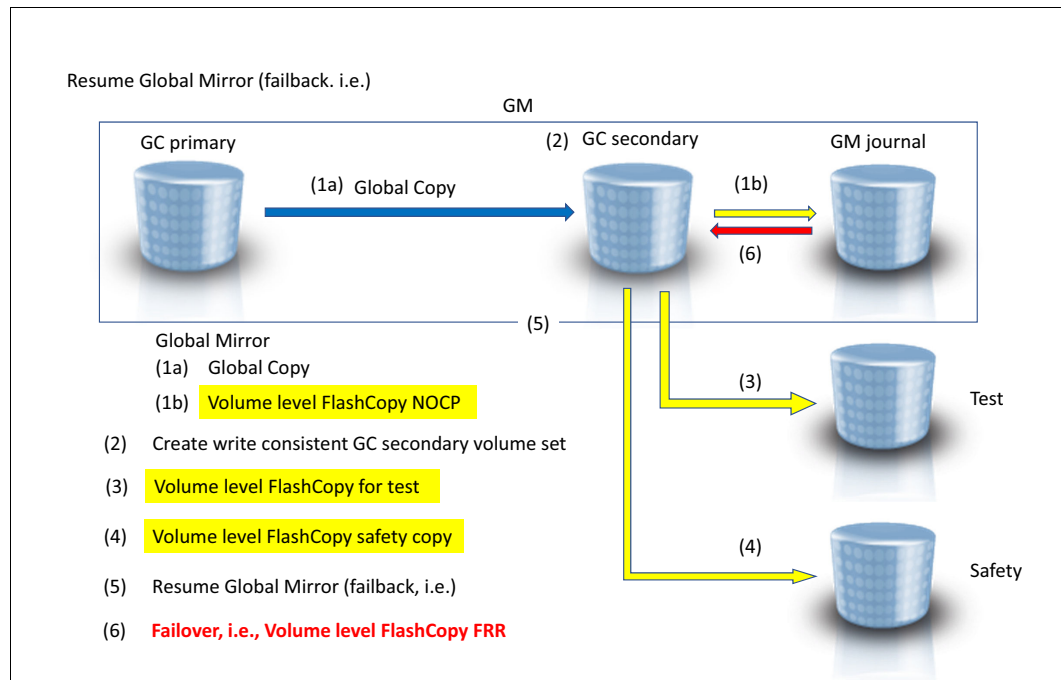 Resume Global Mirror (failback. i.e.)
GM
GC primary
(2) GC secondary
GM journal
(1a) Global Copy
(1b)
(6)
(5)
Global Mirror
(1a) Global Copy
(1b) Volume level FlashCopy NOCP
(2) Create write consistent GC secondary volume set
(3) Volume level FlashCopy for test
(4) Volume level FlashCopy safety copy
(5) Resume Global Mirror (failback, i.e.)
(6) Failover, i.e., Volume level FlashCopy FRR
(3)
Test
(4)
Safety